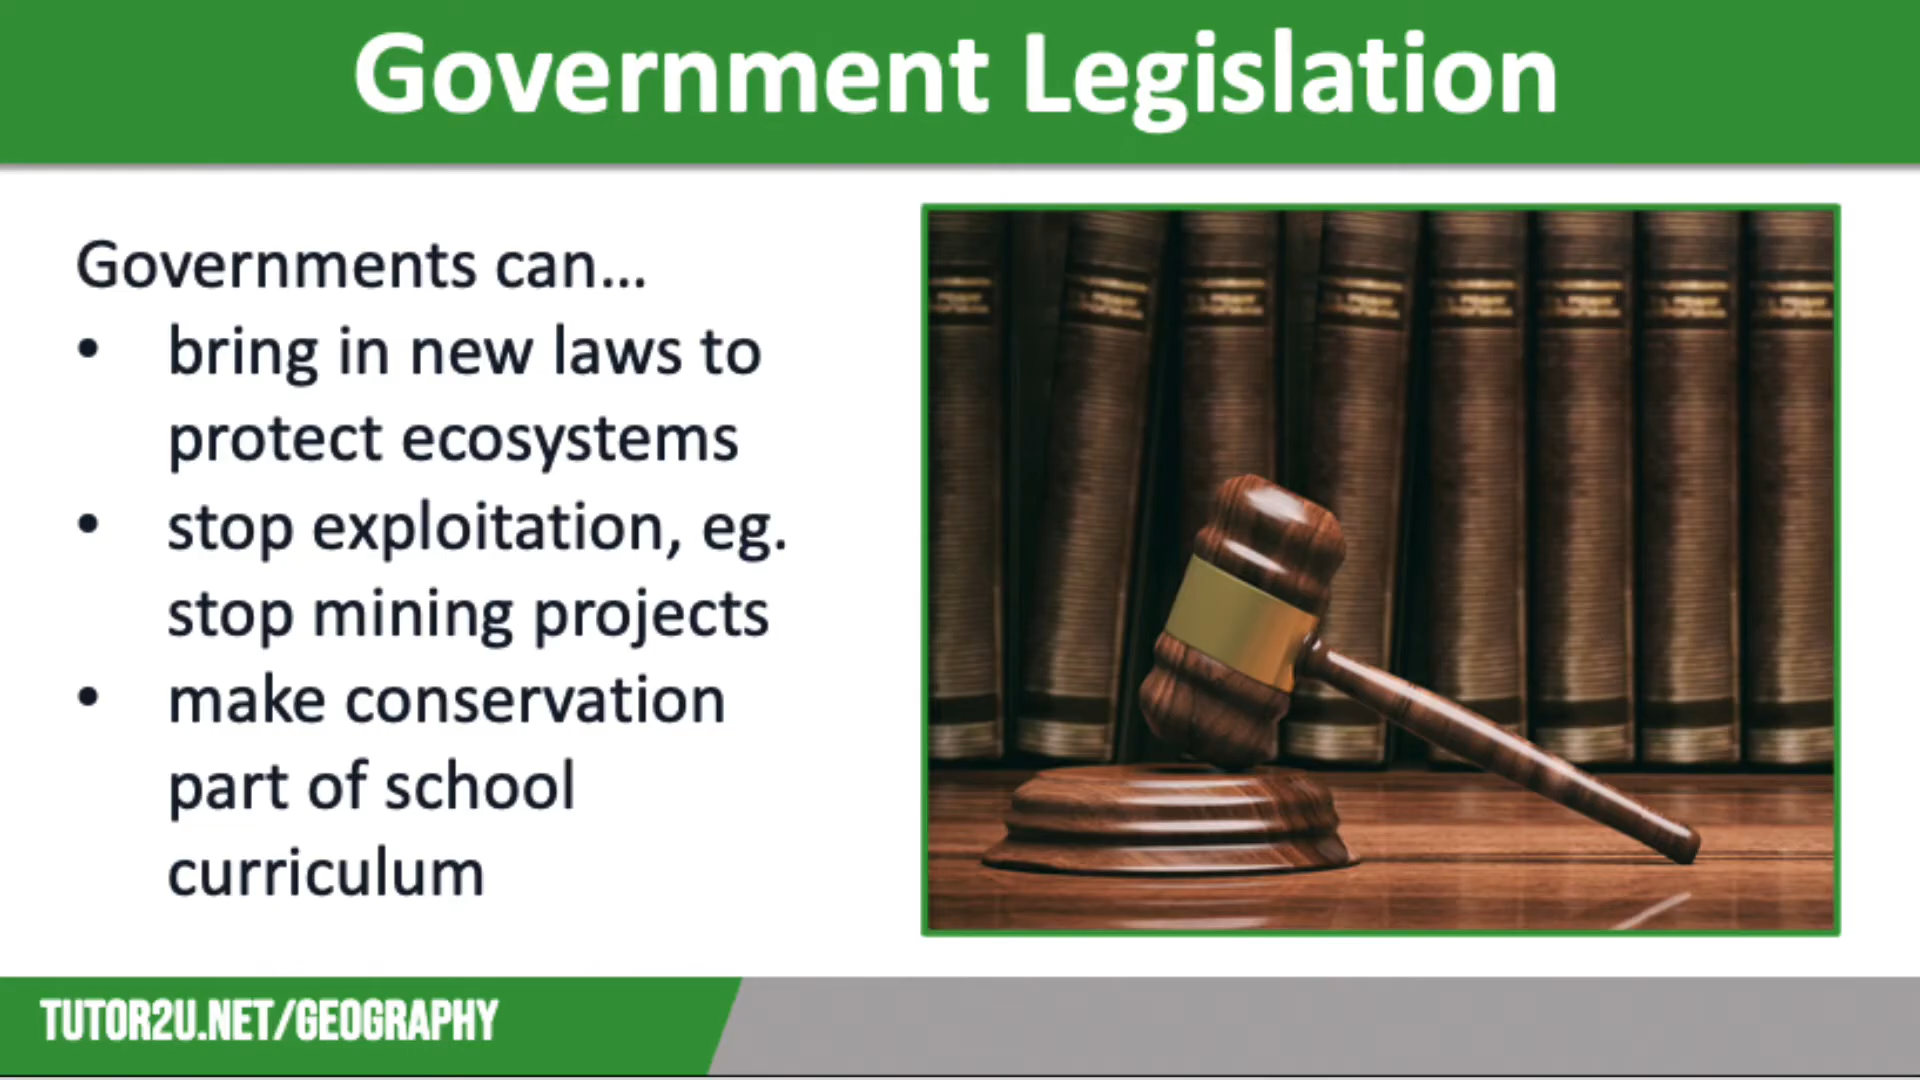 Government Legislation
Governments can...
• bring in new laws to
protect ecosystems
• stop exploitation, eg.
stop mining projects
• make conservation
part of school
curriculum
TUTOR2U.NET/GEOGRAPHY